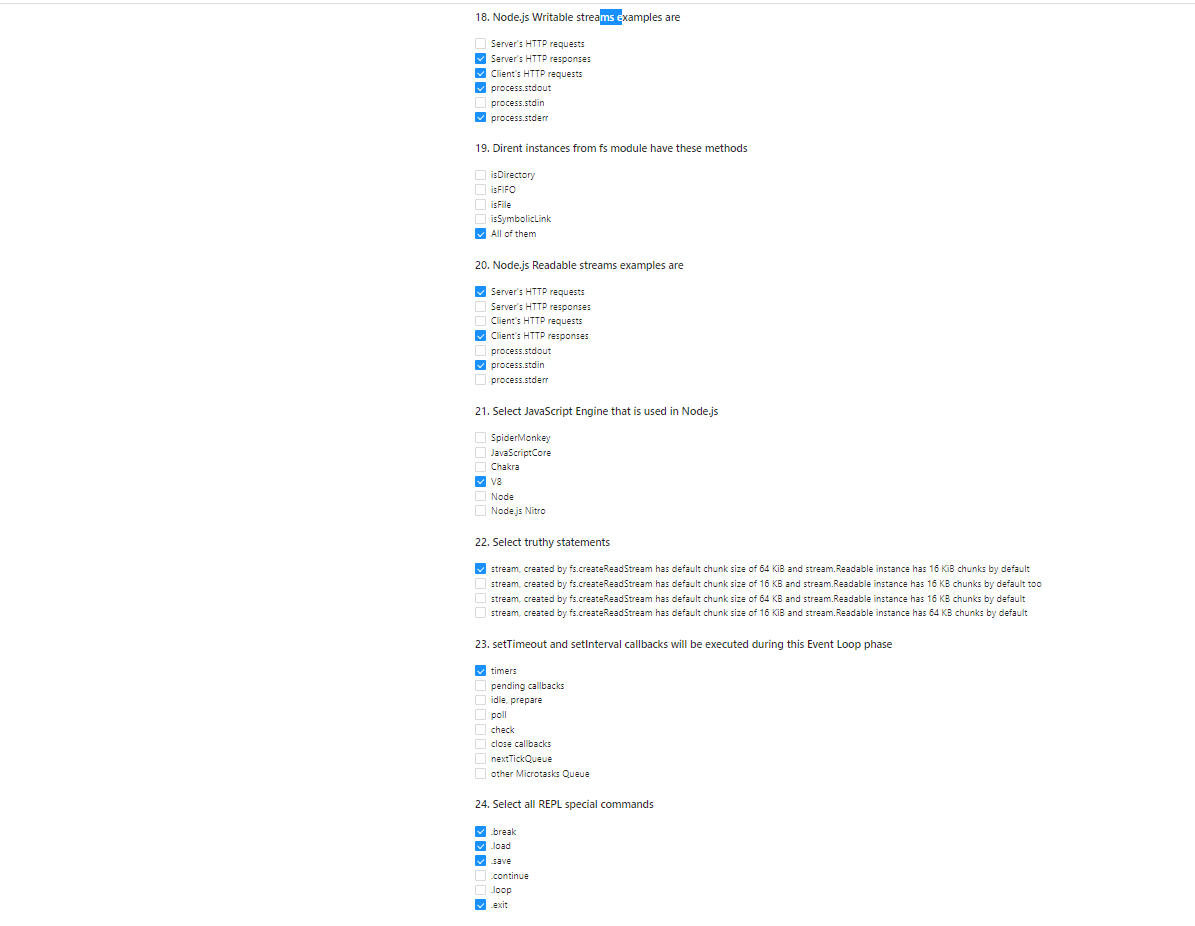 18. Node.js Writable streams examples are
Server's HTTP requests
Server's HTTP responses
Client's HTTP requests
process.stdout
process.stdin
process.stderr
19. Dirent instances from fs module have these methods
isDirectory
isFIFO
isFile
isSymbolicLink
All of them
20. Node.js Readable streams examples are
Server's HTTP requests
Server's HTTP responses
Client's HTTP requests
Client's HTTP responses
process.stdout
process.stdin
process.stderr
21. Select JavaScript Engine that is used in Node.js
SpiderMonkey
JavaScriptCore
Chakra
V8
Node
Node.js Nitro
22. Select truthy statements
stream, created by fs.createReadStream has default chunk size of 64 KiB and stream.Readable instance has 16 KiB chunks by default
stream, created by fs.createReadStream has default chunk size of 16 KB and stream.Readable instance has 16 KB chunks by default too
stream, created by fs.createReadStream has default chunk size of 64 KB and stream.Readable instance has 16 KB chunks by default
stream, created by fs.createReadStream has default chunk size of 16 KiB and stream.Readable instance has 64 KB chunks by default
23. setTimeout and setInterval callbacks will be executed during this Event Loop phase
timers
pending callbacks
idle, prepare
poll
check
close callbacks
nextTickQueue
other Microtasks Queue
24. Select all REPL special commands
.break
.load
.save
.continue
.loop
.exit